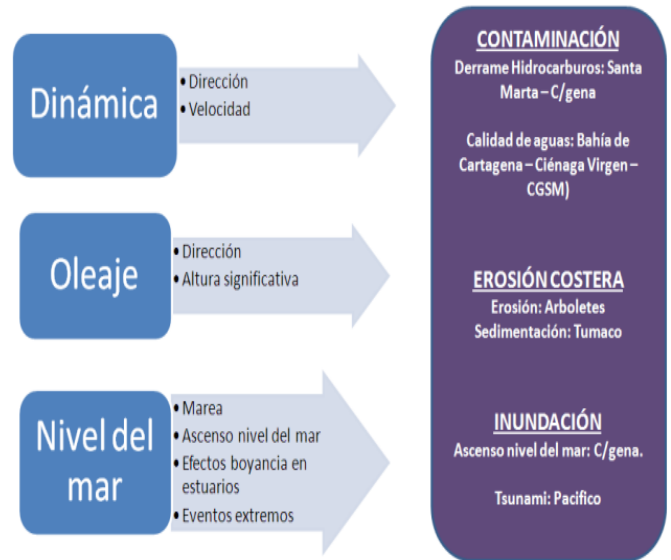 Dinámica
• Dirección
• Velocidad
Oleaje
• Dirección
• Altura significativa
Nivel del
mar
• Marea
• Ascenso nivel del mar
• Efectos boyancia en
estuarios
• Eventos extremos
CONTAMINACIÓN
Derrame Hidrocarburos: Santa
Marta – C/gena
Calidad de aguas: Bahía de
Cartagena – Ciénaga Virgen –
CGSM)
EROSIÓN COSTERA
Erosión: Arboletes
Sedimentación: Tumaco
INUNDACIÓN
Ascenso nivel del mar: C/gena.
Tsunami: Pacifico